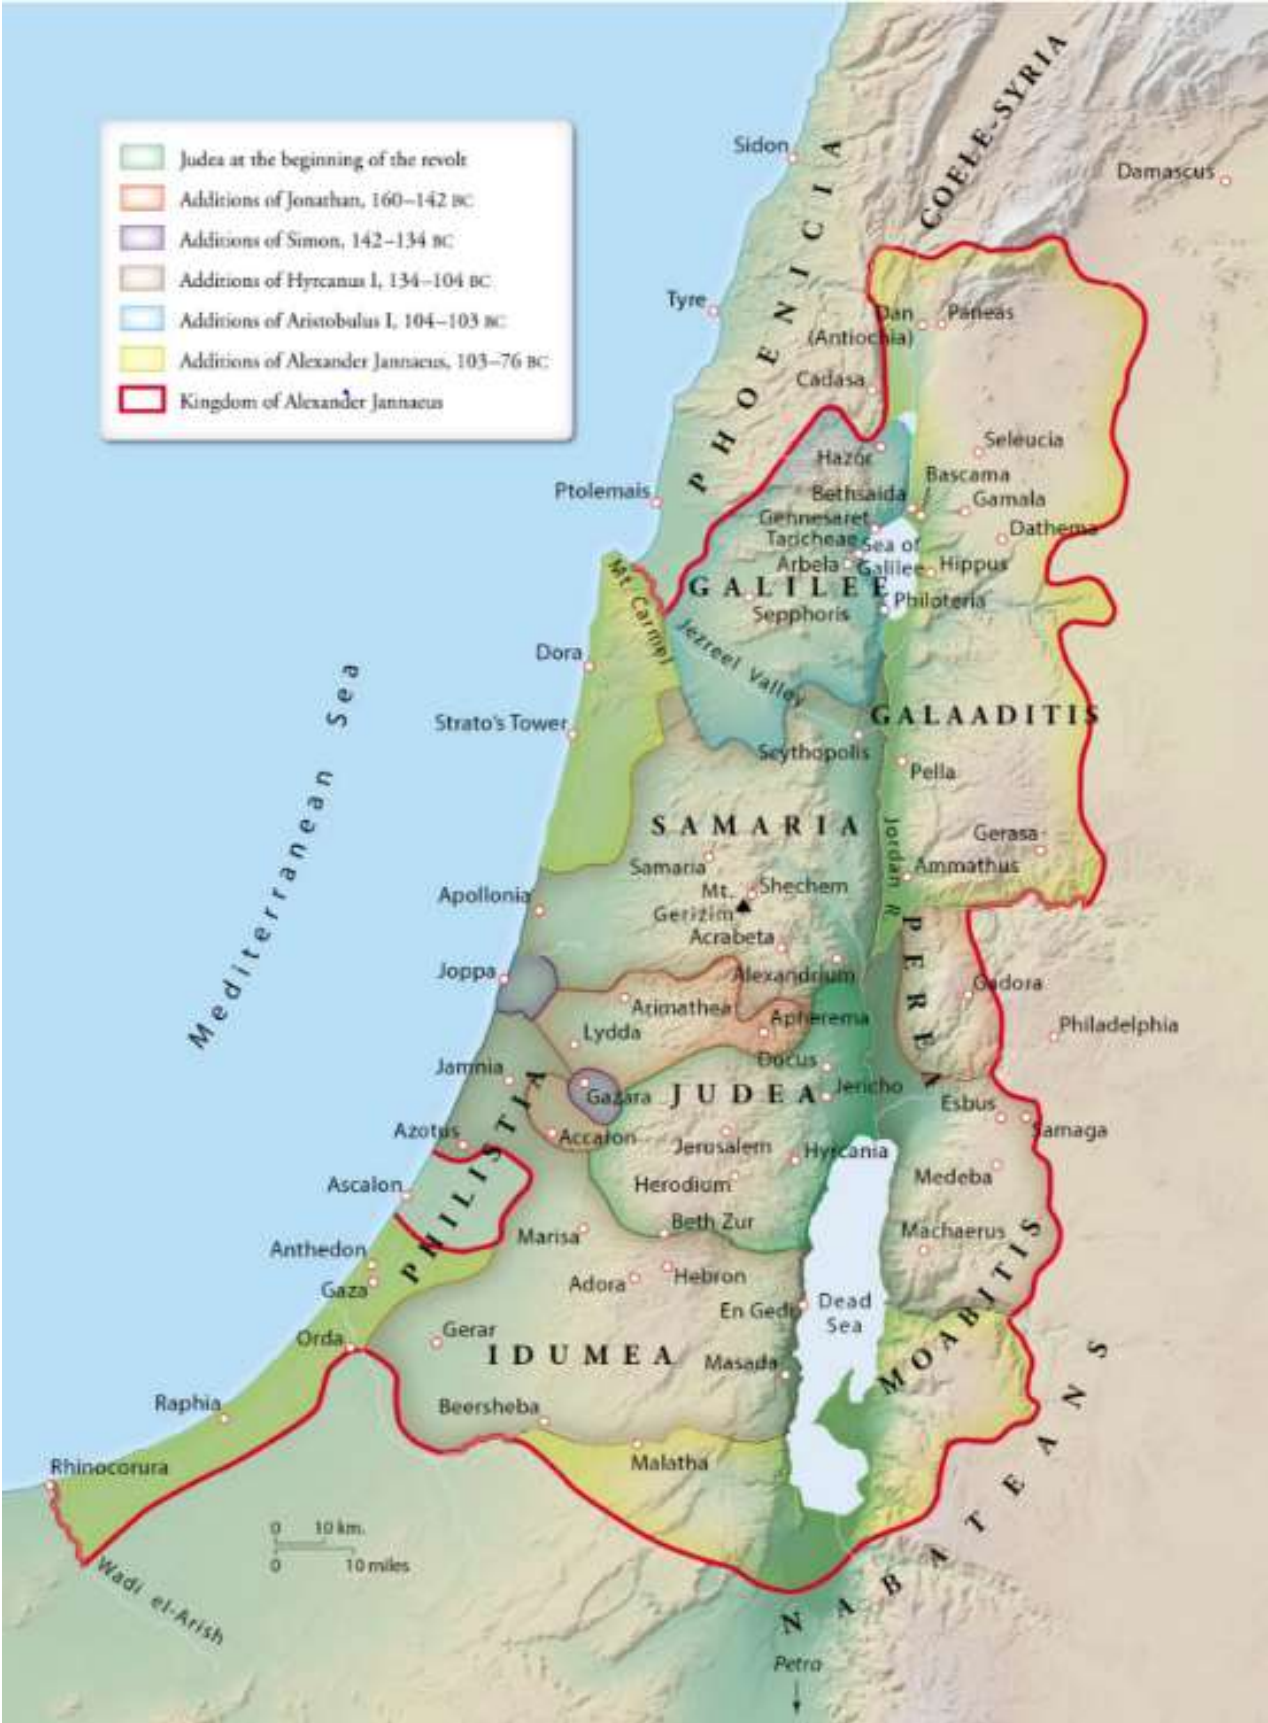 Judea at the beginning of the revolt
Additions of Jonathan, 160–142 BC
Additions of Simon, 142–134 BC
Additions of Hyrcanus I, 134–104 BC
Additions of Aristobulus I, 104–103 BC
Additions of Alexander Jannaeus, 103–76 BC
Kingdom of Alexander Jannaeus
COELE-SYRIA
Sidon
Damascus
PHOENICIA
Tyre
Dan
(Antiochia)
Paneas
Cadasa
Seleucia
Hazor
Bascama
Ptolemais
Bethsaida
Gamala
Gennesaret
Dathema
Taricheae
Sea of
Galilee
Arbela
Hippus
GALILEE
Philoteria
Mt. Carmel
Sepphoris
Jezreel Valley
Dora
Mediterranean Sea
GALAADITIS
Strato's Tower
Scythopolis
Pella
SAMARIA
Jordan R.
Gerasa
Samaria
Ammathus
Mt.
Gerizim
Shechem
Apollonia
Acrabeta
PEREA
Joppa
Alexandrium
Gadora
Arimathea
Apherema
Philadelphia
Lydda
Docus
Jamnia
Jericho
Gazara
JUDEA
Esbus
Samaga
Azotus
Accaron
Jerusalem
Hyrcania
PHILISTIA
Medeba
Ascalon
Herodium
Beth Zur
Marisa
Machaerus
Anthedon
Gaza
Adora
Hebron
En Gedi
Dead
Sea
MOABITIS
Orda
Gerar
IDUMEA
Masada
Raphia
Beersheba
Malatha
Rhinocorura
NABATEANS
0 10 km.
0 10 miles
Wadi el-Arish
Petra